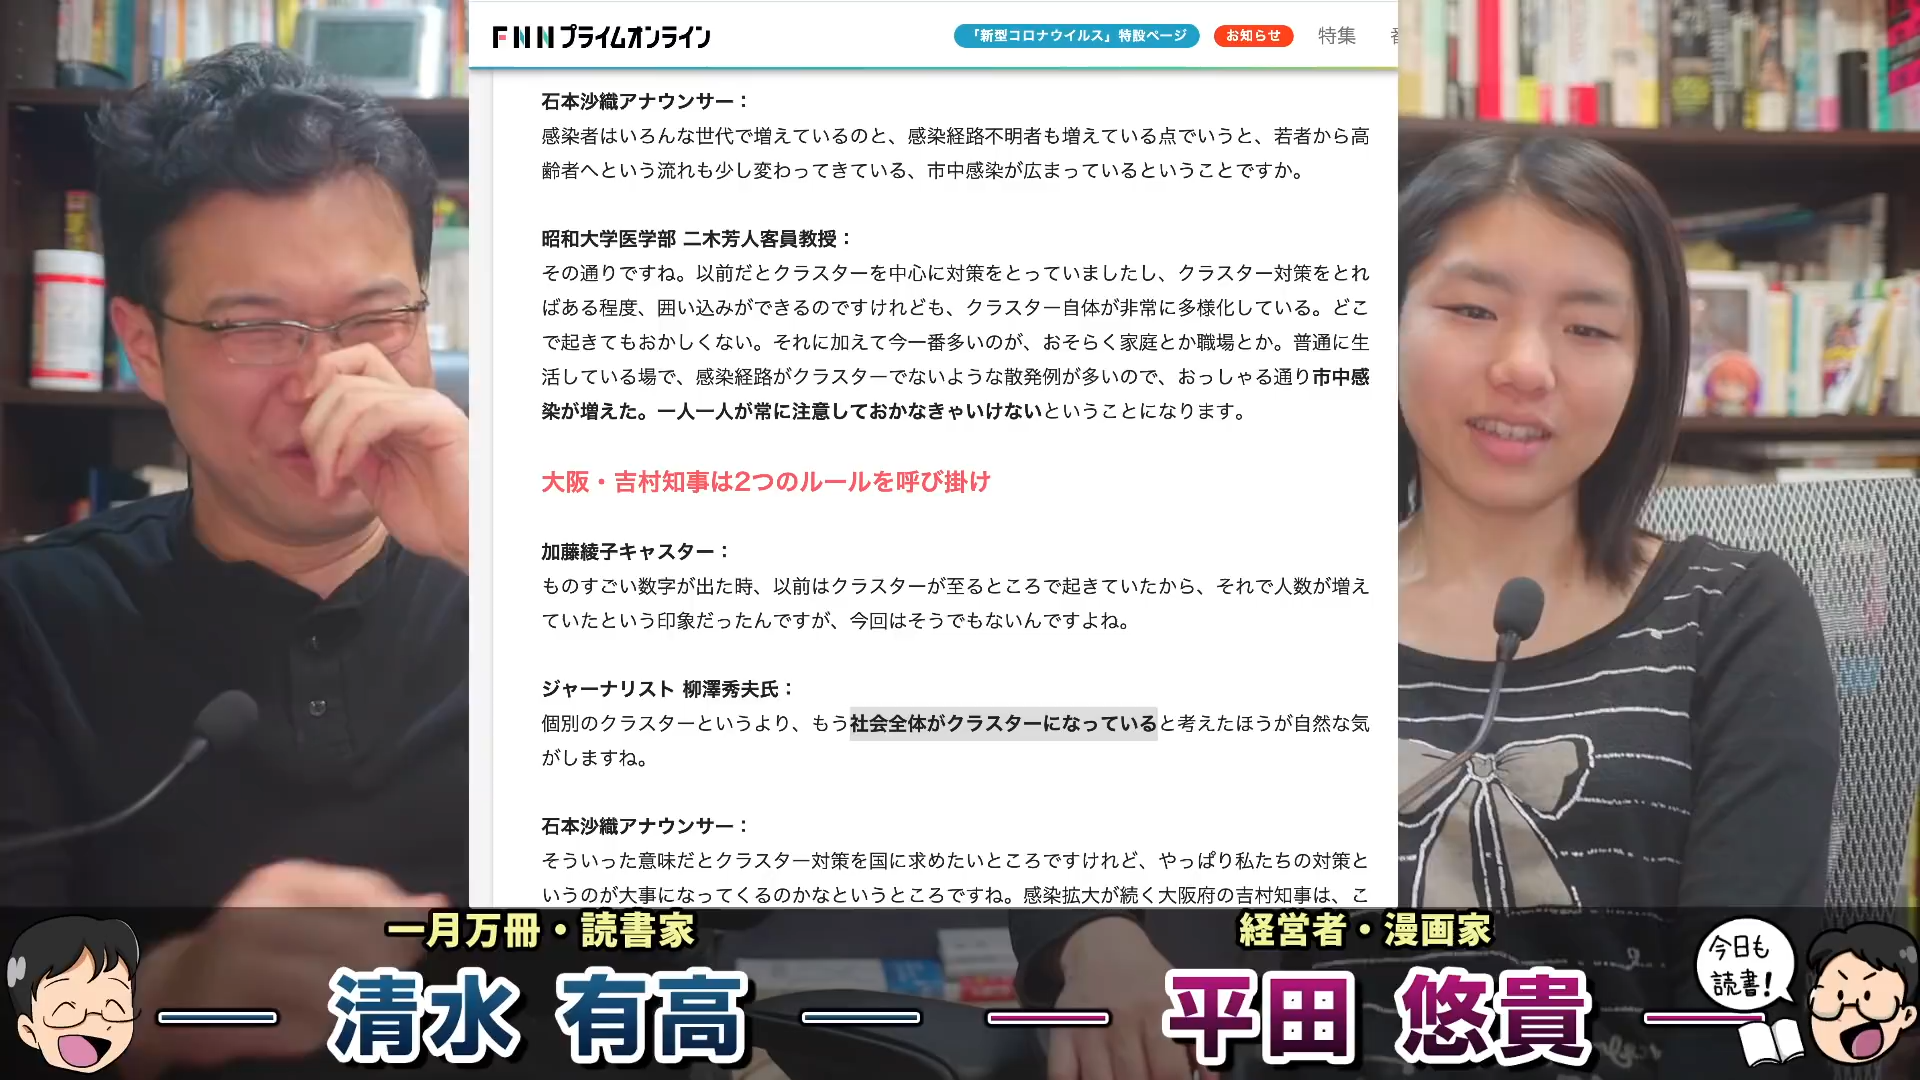 FNNプライムオンライン
「新型コロナウイルス」特設ページ
お知らせ
特集
石本沙織アナウンサー：
感染者はいろんな世代で増えているのと、感染経路不明者も増えている点でいうと、若者から高
齢者へという流れも少し変わってきている、市中感染が広まっているということですか。
昭和大学医学部 二木芳人客員教授：
その通りですね。以前だとクラスターを中心に対策をとっていましたし、クラスター対策をとれ
ばある程度、囲い込みができるのですけれども、クラスター自体が非常に多様化している。どこ
で起きてもおかしくない。それに加えて今一番多いのが、おそらく家庭とか職場とか。普通に生
活している場で、感染経路がクラスターでないような散発例が多いので、おっしゃる通り市中感
染が増えた。一人一人が常に注意しておかなきゃいけないということになります。
大阪・吉村知事は2つのルールを呼び掛け
加藤綾子キャスター：
ものすごい数字が出た時、以前はクラスターが至るところで起きていたから、それで人数が増え
ていたという印象だったんですが、今回はそうでもないんですよね。
ジャーナリスト 柳澤秀夫氏：
個別のクラスターというより、もう社会全体がクラスターになっていると考えたほうが自然な気
がしますね。
石本沙織アナウンサー：
そういった意味だとクラスター対策を国に求めたいところですけれど、やっぱり私たちの対策と
いうのが大事になってくるのかなというところですね。感染拡大が続く大阪府の吉村知事は、こ
一月万冊・読書家
清水 有高
経営者・漫画家
平田 悠貴
今日も
読書！